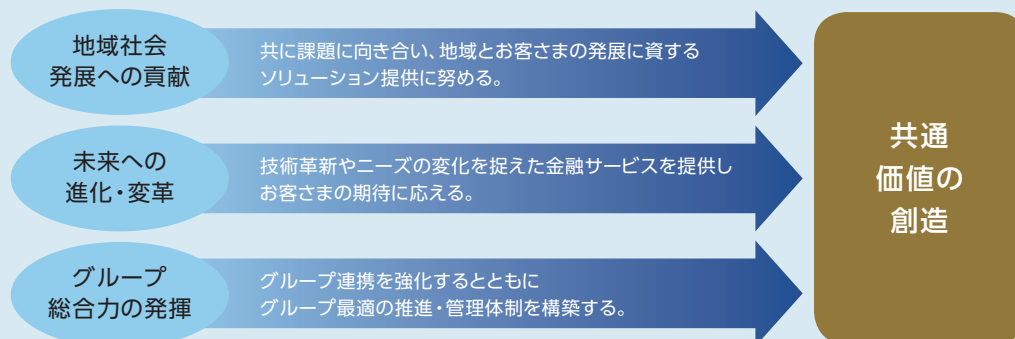 地域社会
発展への貢献
共に課題に向き合い、地域とお客さまの発展に資する
ソリューション提供に努める。
未来への
進化・変革
技術革新やニーズの変化を捉えた金融サービスを提供し
お客さまの期待に応える。
グループ
総合力の発揮
グループ連携を強化するとともに
グループ最適の推進・管理体制を構築する。
共通
価値の
創造